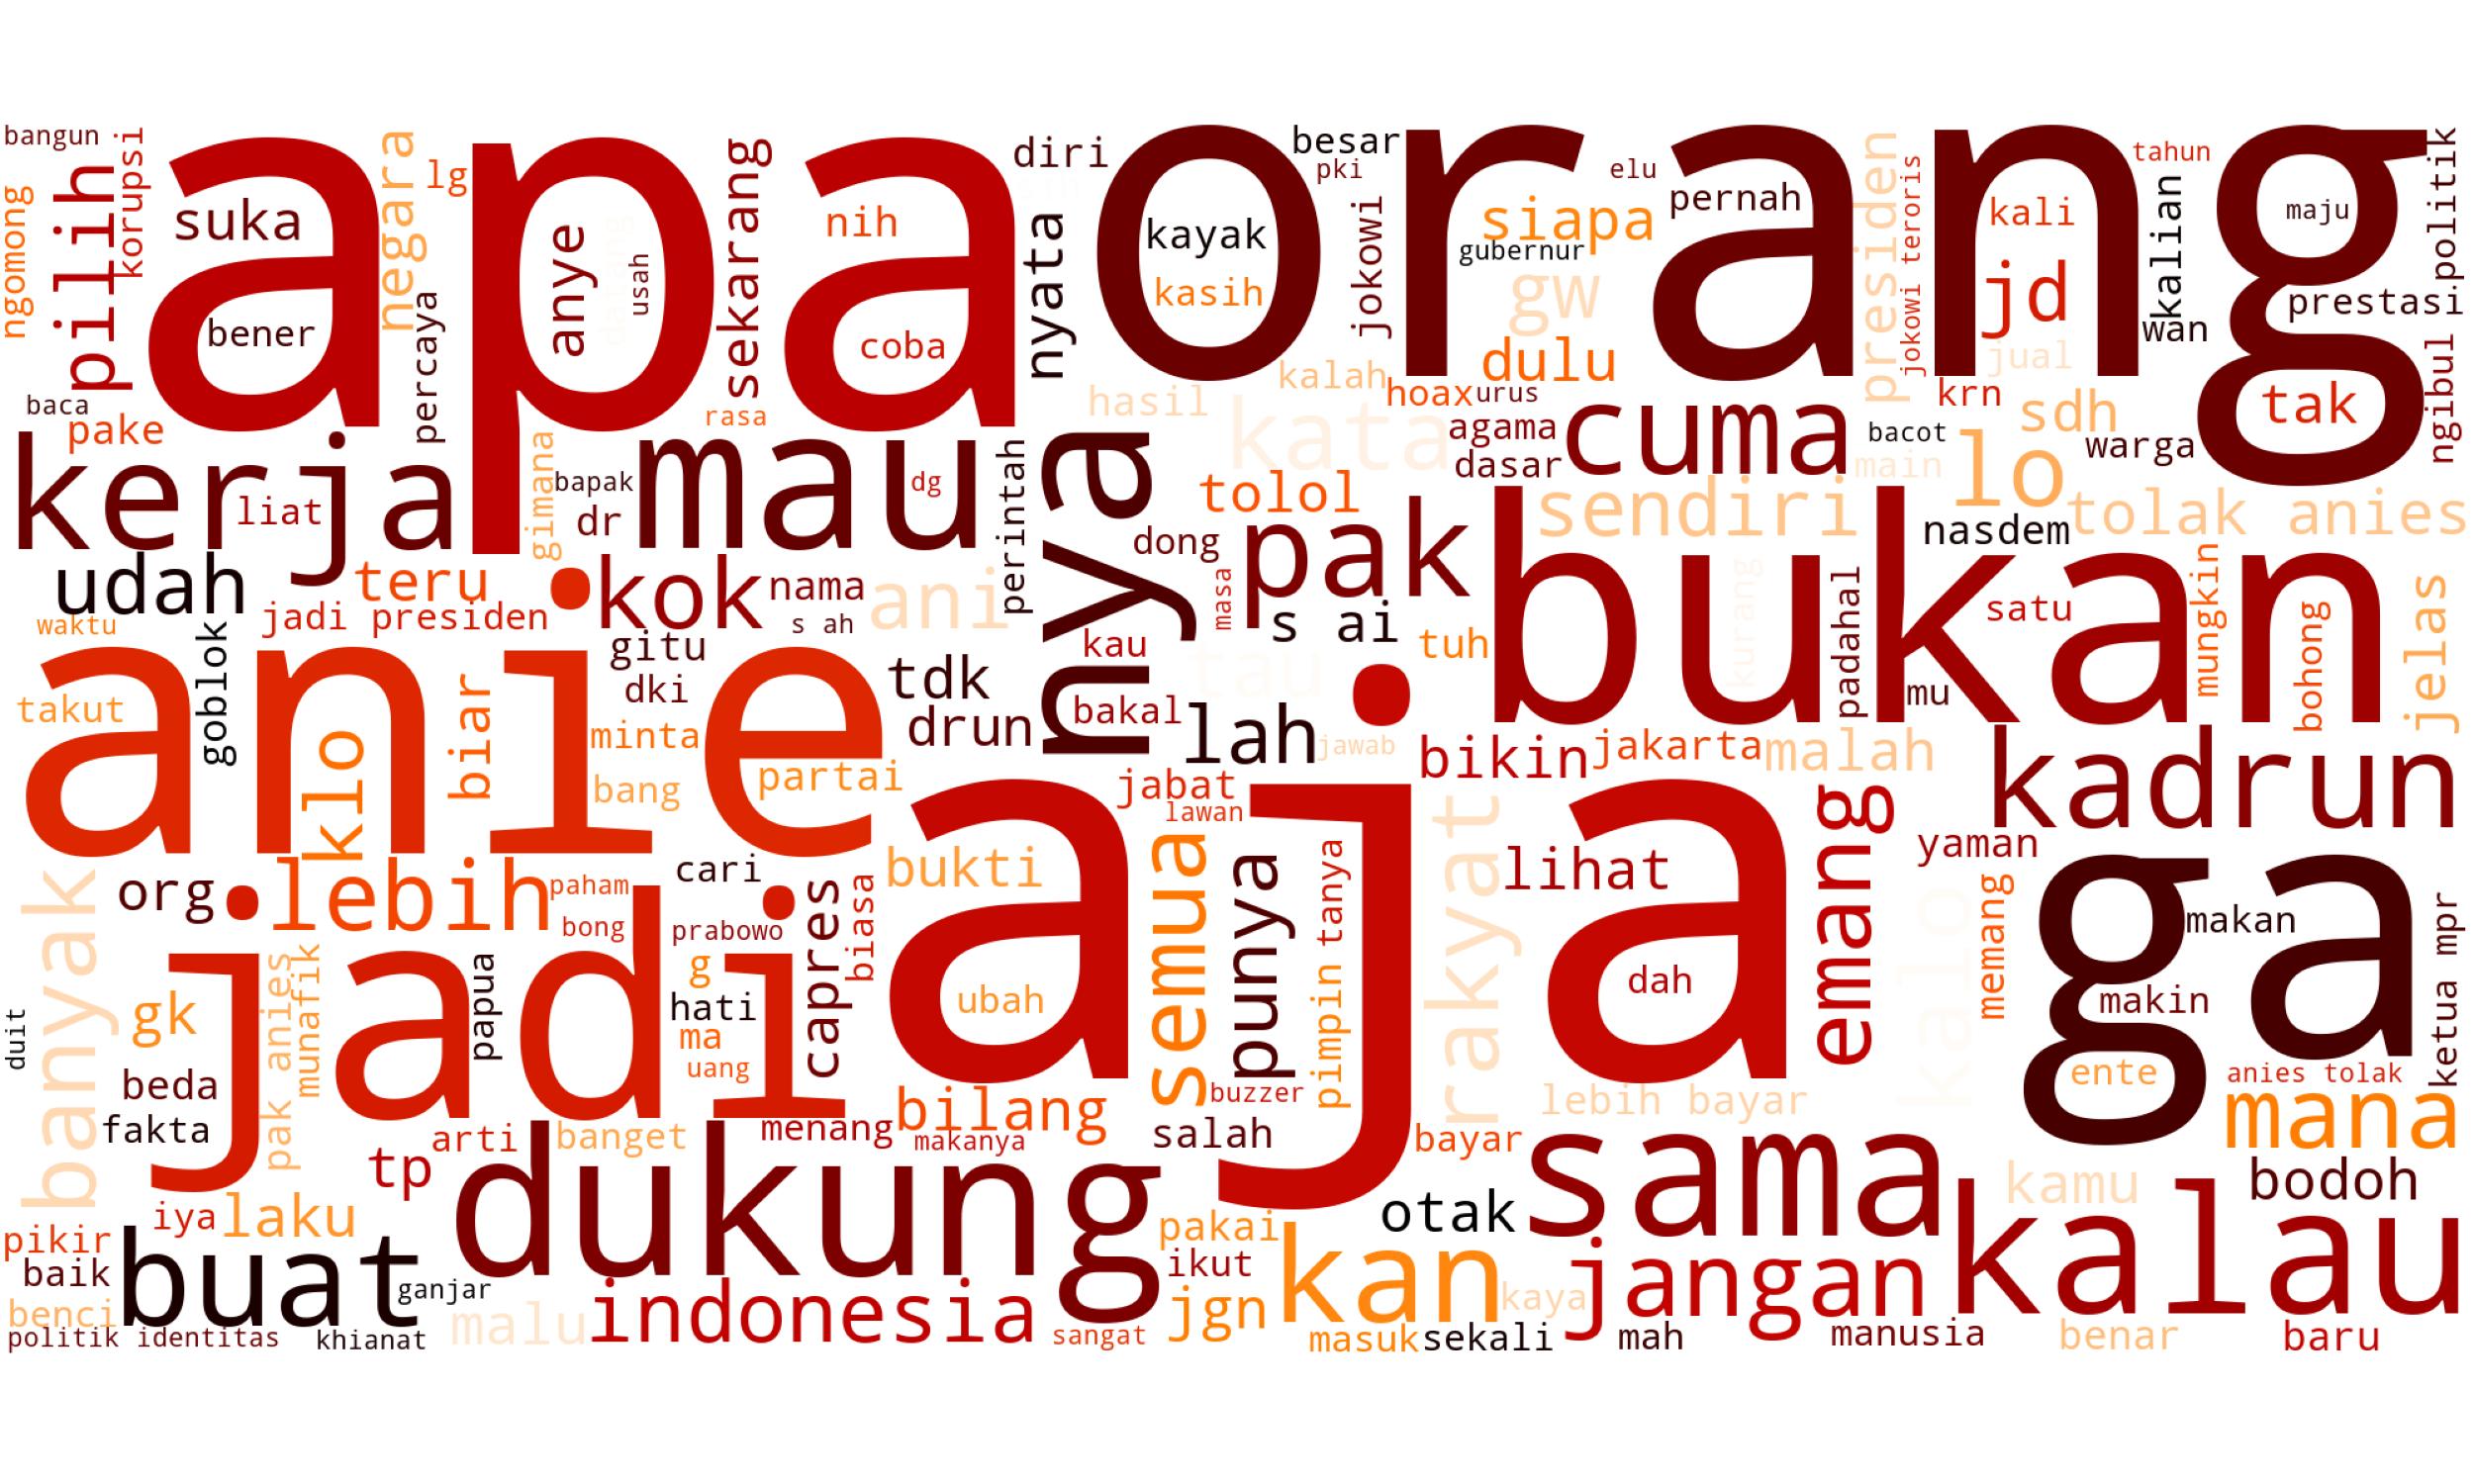 bangun
korupsi
ngomong
pilih
apa
suka
bener
negara
lg
percaya
anye
usah
sekarang
nih
coba
rasa
diri
nyata
orang
besar
pki
kayak
kasih
jokowi
siapa
gubernur
elu
pernah
gw
dulu
presiden
jokowi teroris
kali
jd
jual
tahun
kalian
wan
maju
prestasi
politik
ngibul
tak
baca
pake
kerja
liat
gimana
bapak
dr
mau
dg
perintah
nya
hasil
kalah
hoax
urus
kata
agama
dasar
cuma
krn
sdh
bacot
main
lo
warga
tolol
sendiri
nasdem
tolak anies
udah
teru
jadi presiden
kok
nama
s ah
ani
dong
masa
pak
s ai
bukan
kurang
padahal
mu
satu
mungkin
bohong
jelas
waktu
goblok
anie
takut
klo
biar
gitu
dki
minta
bang
partai
tdk
drun
kau
bakal
tau
tuh
lah
jawab
bikin
jakarta
malah
kadrun
jabat
lawan
aja
banyak
org
lebih
paham
bong
cari
prabowo
capres
biasa
bukti
ubah
semua
punya
pimpin tanya
rakyat
lihat
dah
emang
yaman
kalo
memang
ga
makan
makin
ente
ketua mpr
duit
gk
jadi
pak anies
munafik
papua
g
hati
ma
uang
beda
fakta
tp
arti
banget
menang
bilang
makanya
buzzer
salah
bayar
lebih bayar
anies tolak
mana
pikir
iya
laku
dukung
pakai
ikut
otak
sama
kamu
bodoh
baik
buat
ganjar
benci
politik identitas
khianat
malu
indonesia
sangat
jgn
kan
masuk
sekali
kaya
jangan
mah
manusia
kalau
benar
baru